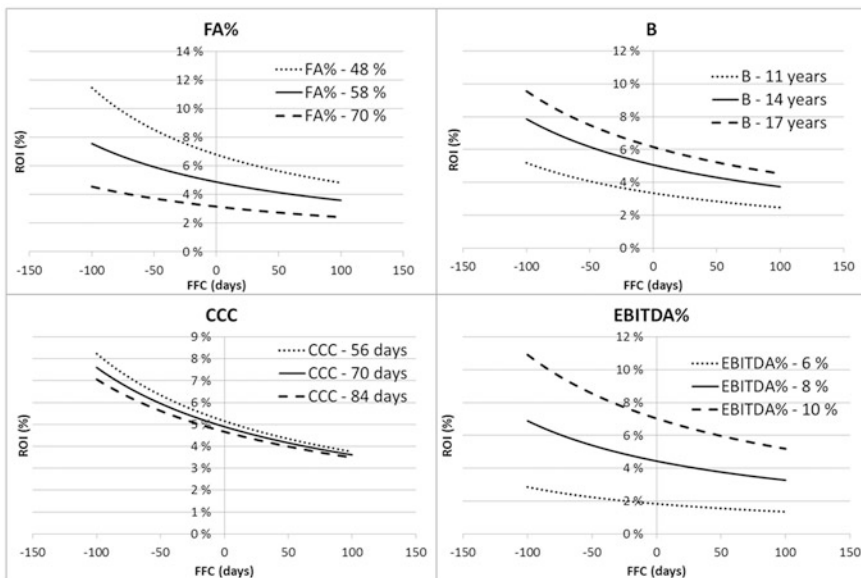 FA%
14 %
12 %
10 %
8 %
6 %
4 %
2 %
0 %
ROI (%)
FA% - 48 %
FA% - 58 %
FA% - 70 %
-150 -100 -50 0 50 100 150
FFC (days)
B
12 %
10 %
8 %
6 %
4 %
2 %
0 %
ROI (%)
B - 11 years
B - 14 years
B - 17 years
-150 -100 -50 0 50 100 150
FFC (days)
CCC
9 %
8 %
7 %
6 %
5 %
4 %
3 %
2 %
1 %
0 %
ROI (%)
CCC - 56 days
CCC - 70 days
CCC - 84 days
-150 -100 -50 0 50 100 150
FFC (days)
EBITDA%
12 %
10 %
8 %
6 %
4 %
2 %
0 %
ROI (%)
EBITDA% - 6 %
EBITDA% - 8 %
EBITDA% - 10 %
-150 -100 -50 0 50 100 150
FFC (days)